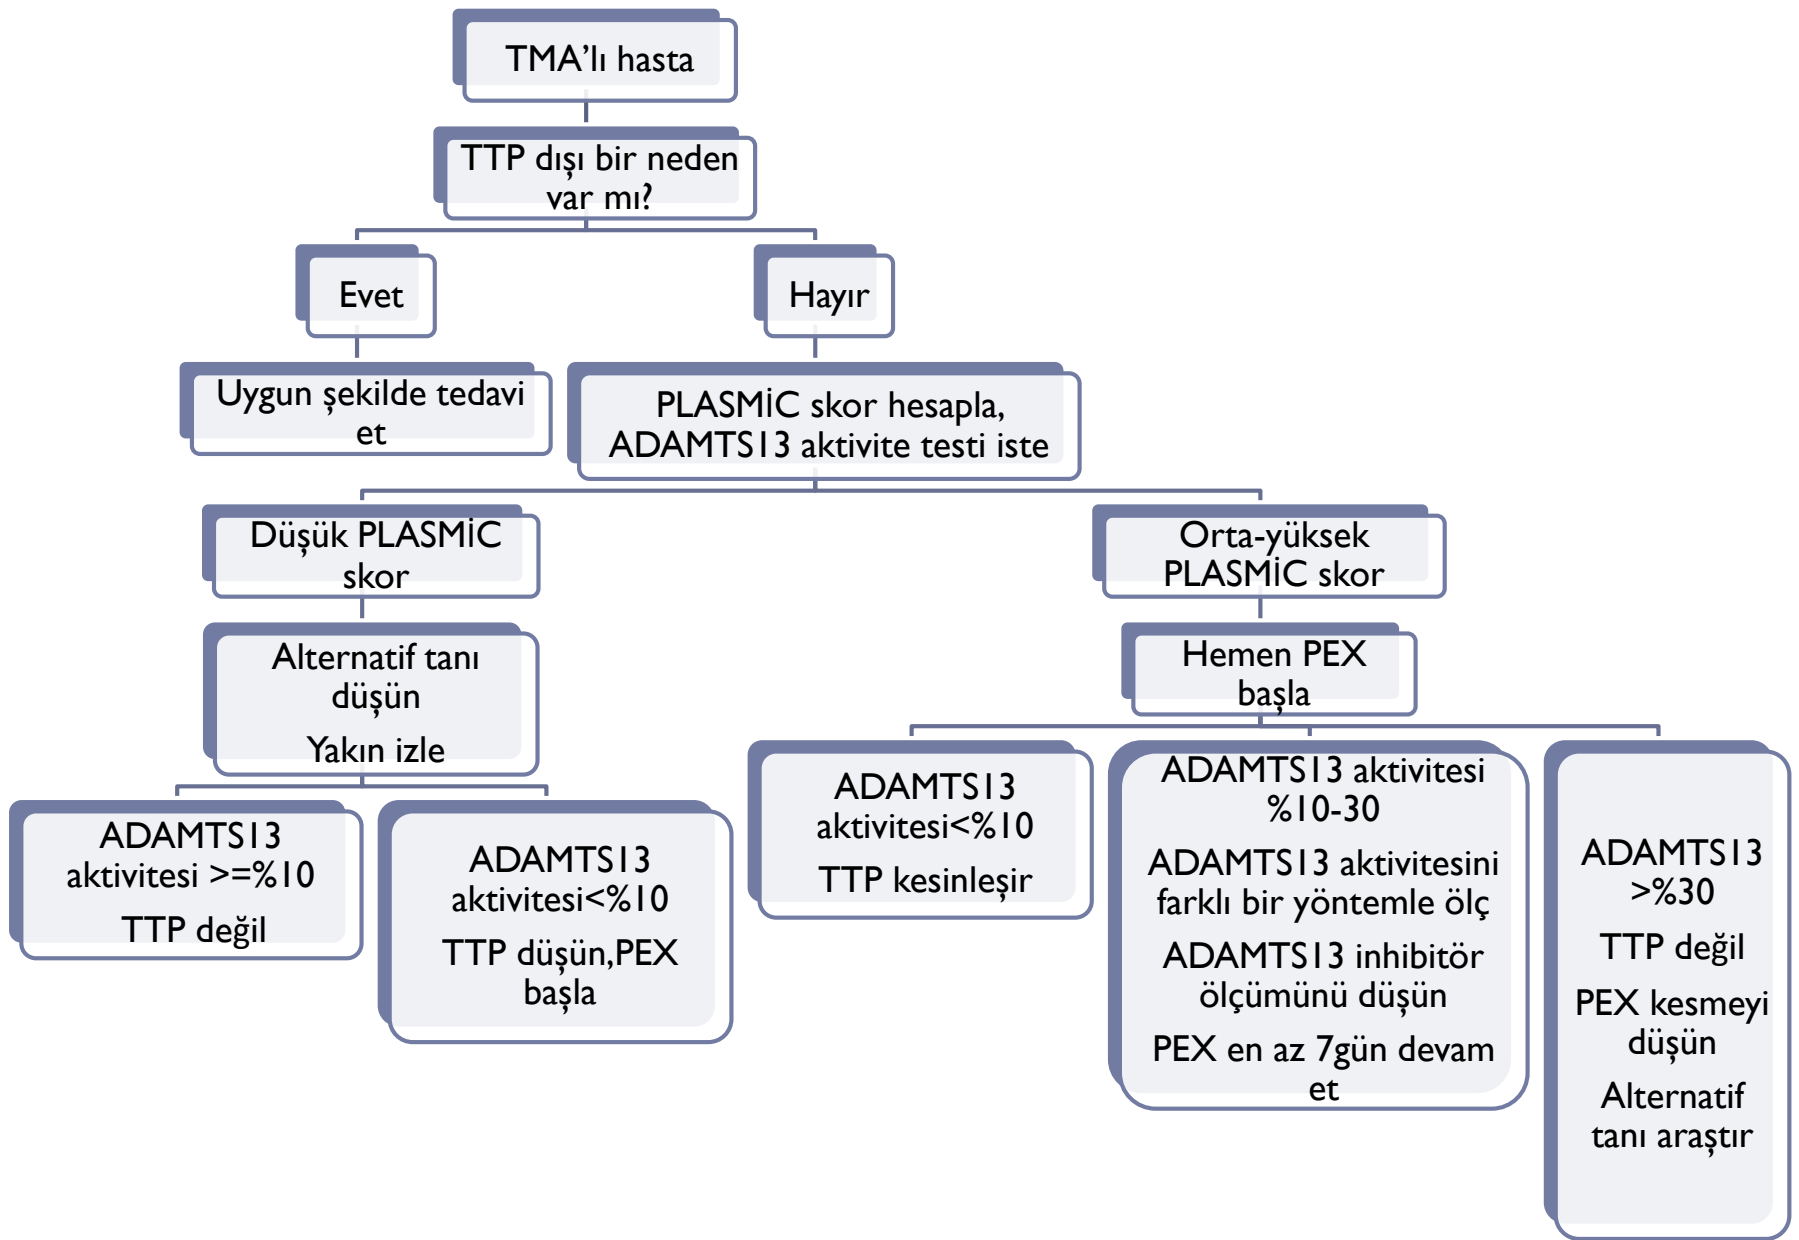 TMA’lı hasta
TTP dışı bir neden
var mı?
Evet
Hayır
Uygun şekilde tedavi
et
PLASMİC skor hesapla,
ADAMTS13 aktivite testi iste
Düşük PLASMİC
skor
Orta-yüksek
PLASMİC skor
Alternatif tanı
düşün
Yakın izle
Hemen PEX
başla
ADAMTS13
aktivitesi >=%10
TTP değil
ADAMTS13
aktivitesi<%10
TTP düşün,PEX
başla
ADAMTS13
aktivitesi<%10
TTP kesinleşir
ADAMTS13 aktivitesi
%10-30
ADAMTS13 aktivitesini
farklı bir yöntemle ölç
ADAMTS13 inhibitör
ölçümünü düşün
PEX en az 7gün devam
et
ADAMTS13
>%30
TTP değil
PEX kesmeyi
düşün
Alternatif
tanı araştır